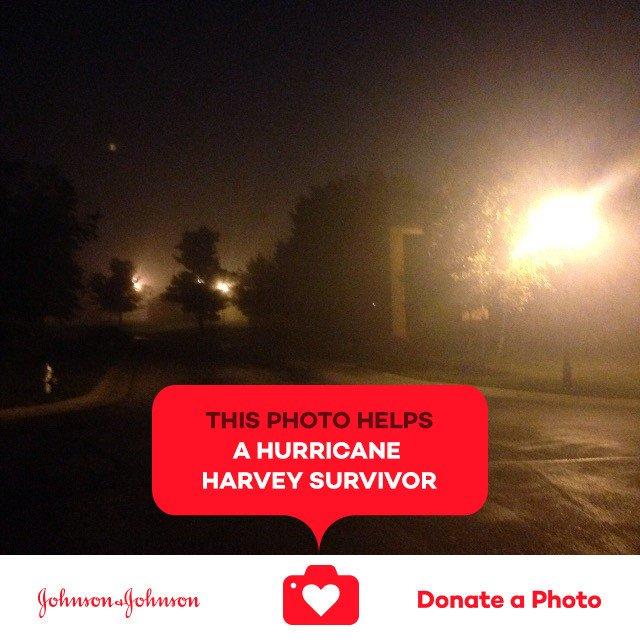 THIS PHOTO HELPS
A HURRICANE
HARVEY SURVIVOR
Johnson&Johnson
Donate a Photo